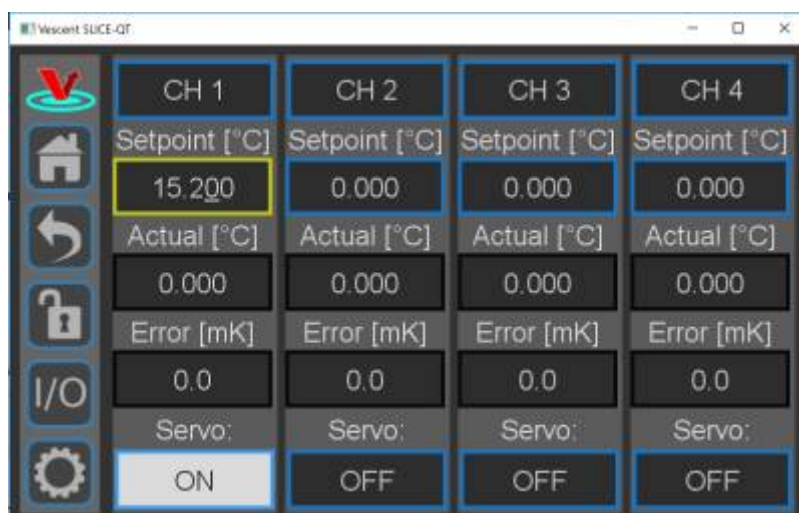 Vescent SLICE-QT
CH 1 CH 2 CH 3 CH 4
Setpoint [°C] Setpoint [°C] Setpoint [°C] Setpoint [°C]
15.200 0.000 0.000 0.000
Actual [°C] Actual [°C] Actual [°C] Actual [°C]
0.000 0.000 0.000 0.000
Error [mK] Error [mK] Error [mK] Error [mK]
I/O 0.0 0.0 0.0 0.0
Servo: Servo: Servo: Servo:
ON OFF OFF OFF